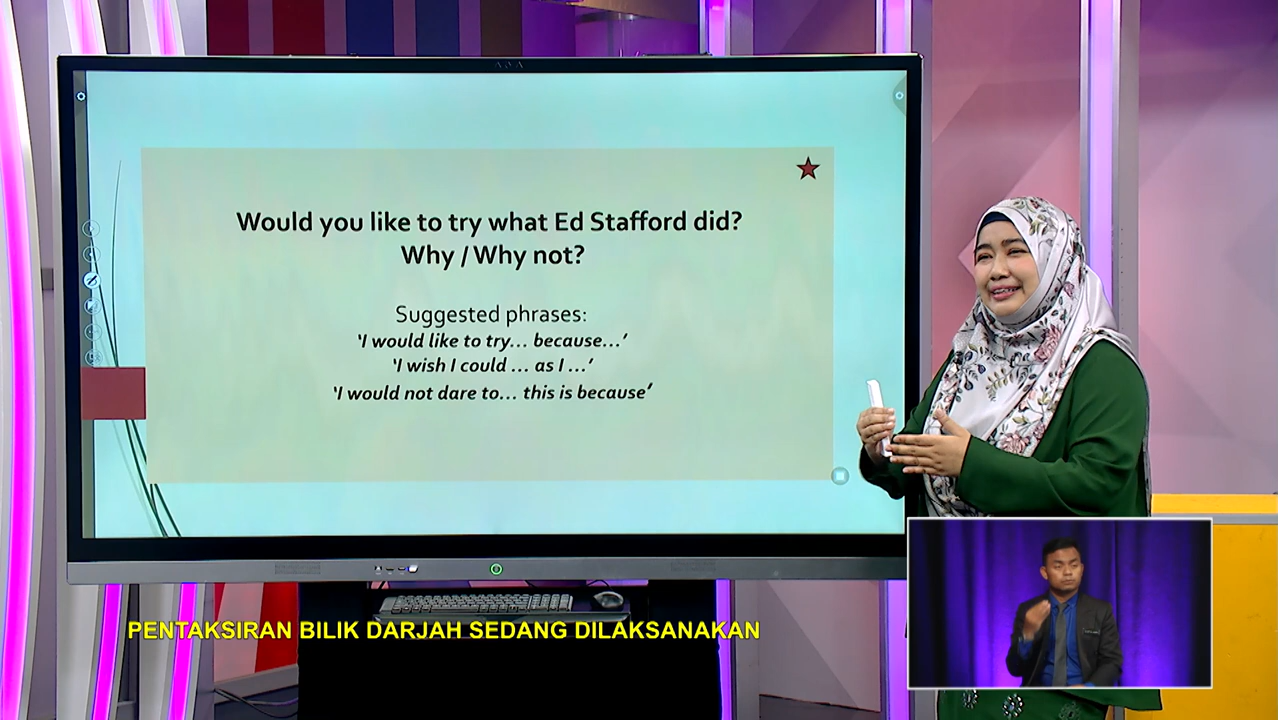 Would you like to try what Ed Stafford did?
Why / Why not?
Suggested phrases:
‘I would like to try... because...’
‘I wish I could ... as I ...’
‘I would not dare to... this is because’
PENTAKSIRAN BILIK DARJAH SEDANG DILAKSANAKAN